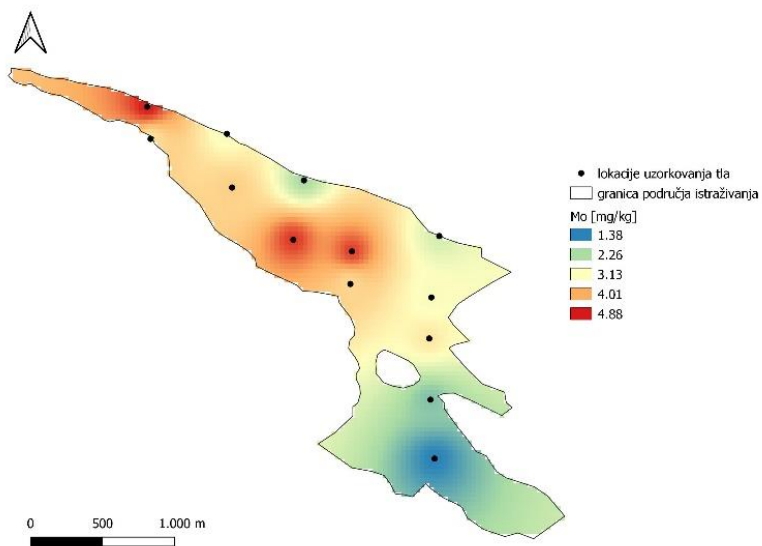 lokacije uzorkovanja tla
granica područja istraživanja
Mo [mg/kg]
1.38
2.26
3.13
4.01
4.88
0 500 1.000 m